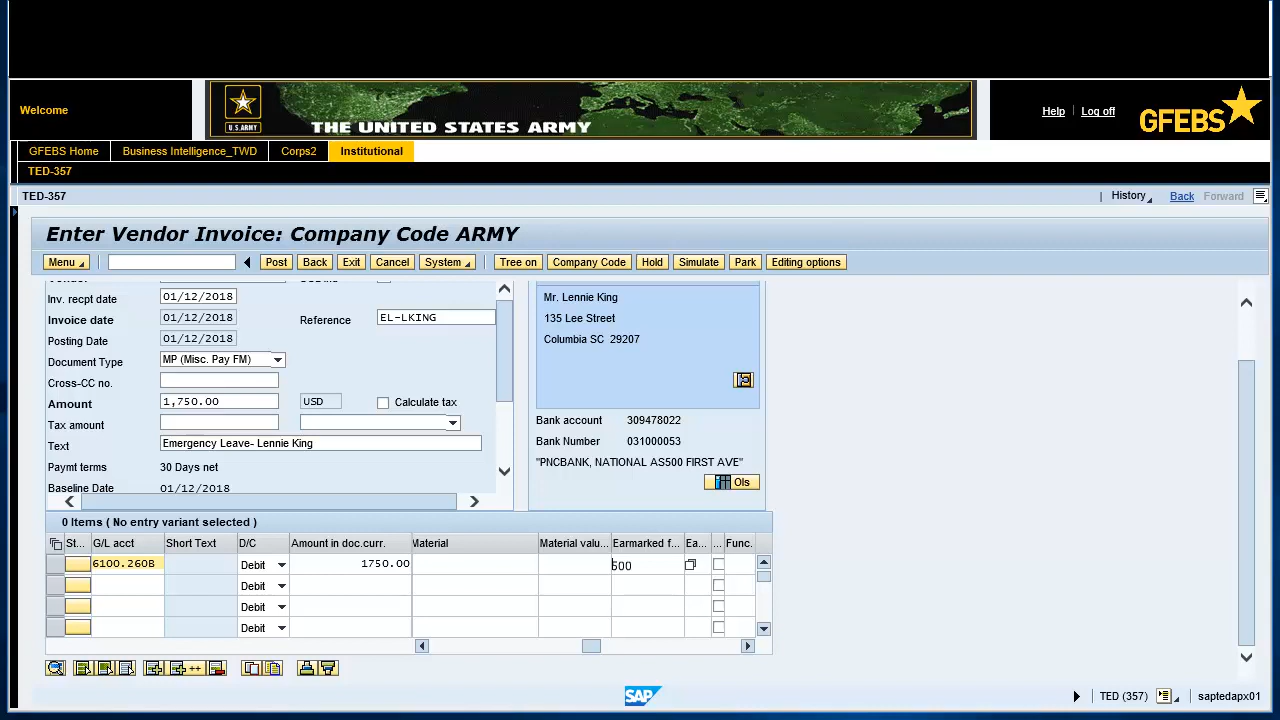 Welcome
U.S.ARMY
THE UNITED STATES ARMY
Help Log off
GFEBS
GFEBS Home Business Intelligence_TWD Corps2 Institutional
TED-357
TED-357 History Back Forward
Enter Vendor Invoice: Company Code ARMY
Menu Post Back Exit Cancel System Tree on Company Code Hold Simulate Park Editing options
Inv. recpt date 01/12/2018
Invoice date 01/12/2018 Reference EL-LKING
Posting Date 01/12/2018
Document Type MP (Misc. Pay FM)
Cross-CC no.
Amount 1,750.00 USD Calculate tax
Tax amount
Text Emergency Leave- Lennie King
Paymt terms 30 Days net
Baseline Date 01/12/2018
Mr. Lennie King
135 Lee Street
Columbia SC 29207
Bank account 309478022
Bank Number 031000053
"PNCBANK, NATIONAL AS500 FIRST AVE"
OIs
0 Items ( No entry variant selected )
St... G/L acct Short Text D/C Amount in doc.curr. Material Material valu... Earmarked f... Ea... ... Func.
6100.260B Debit 1750.00 500
Debit
Debit
Debit
++
SAP TED (357) saptedapx01